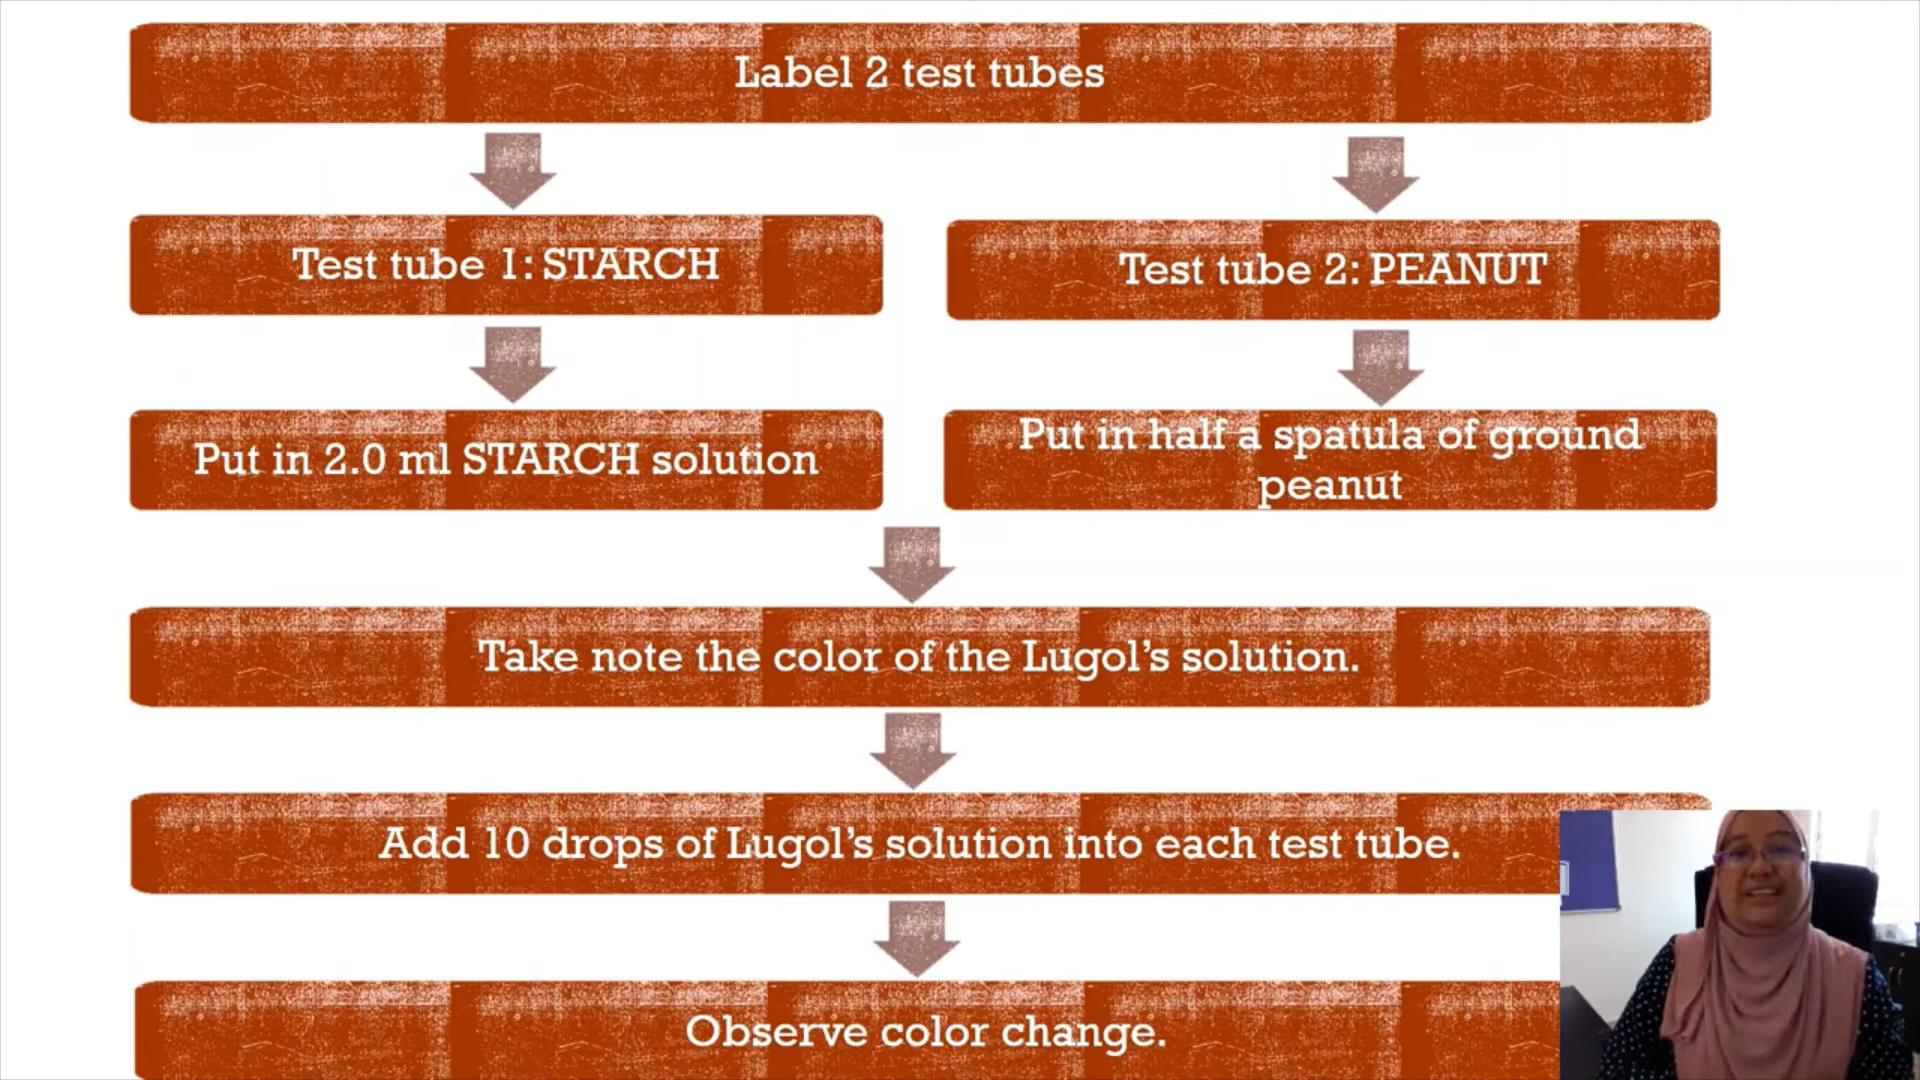 Label 2 test tubes
Test tube 1: STARCH
Test tube 2: PEANUT
Put in 2.0 ml STARCH solution
Put in half a spatula of ground
peanut
Take note the color of the Lugol's solution.
Add 10 drops of Lugol's solution into each test tube.
Observe color change.